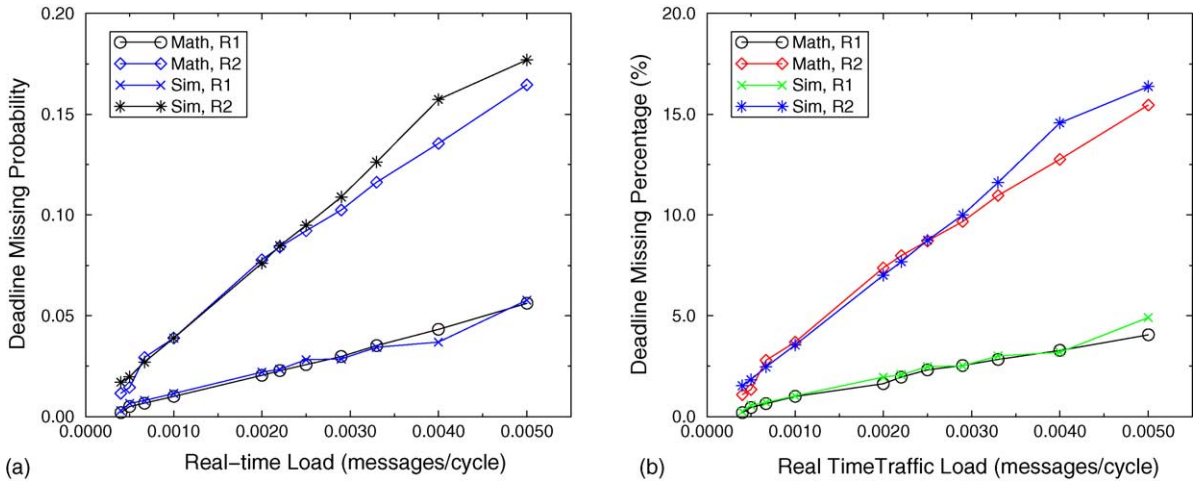 0.20
0.15
0.10
0.05
0.00
Deadline Missing Probability
Math, R1
Math, R2
Sim, R1
Sim, R2
0.0000 0.0010 0.0020 0.0030 0.0040 0.0050
(a) Real-time Load (messages/cycle)
20.0
15.0
10.0
5.0
0.0
Deadline Missing Percentage (%)
Math, R1
Math, R2
Sim, R1
Sim, R2
0.0000 0.0010 0.0020 0.0030 0.0040 0.0050
(b) Real TimeTraffic Load (messages/cycle)